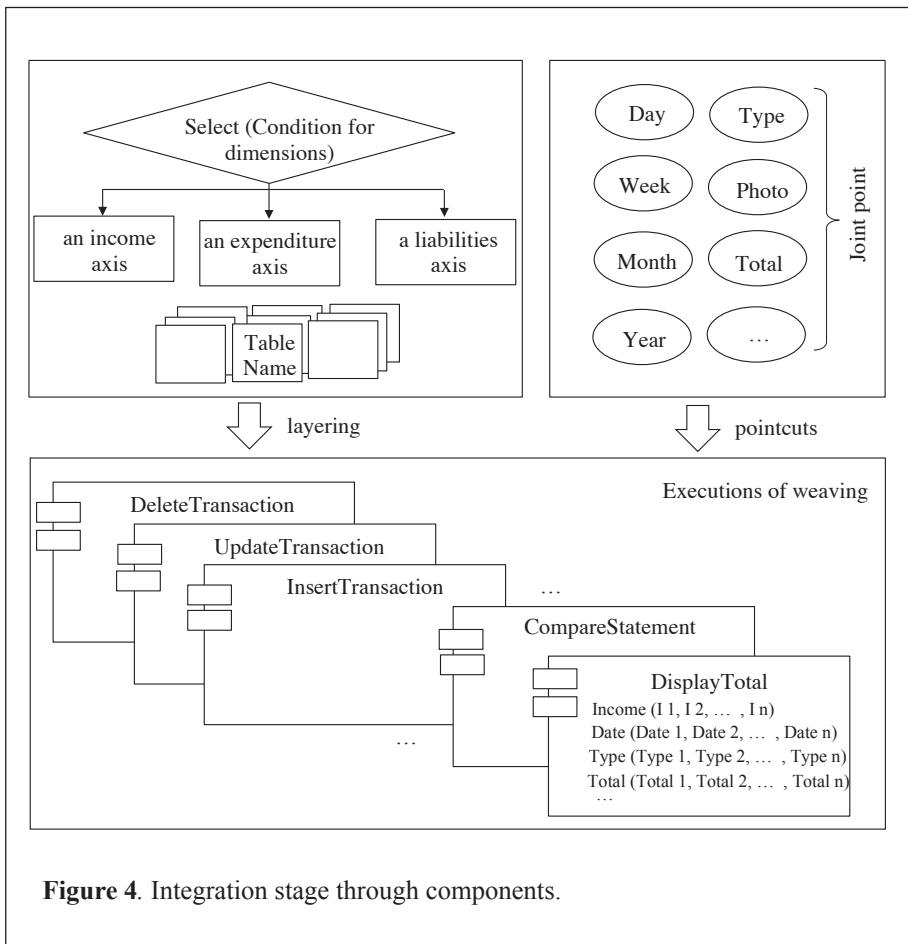 Select (Condition for
dimensions)
an income
axis
an expenditure
axis
a liabilities
axis
Table
Name
Day
Type
Week
Photo
Month
Total
Year
…
Joint point
layering
pointcuts
Executions of weaving
DeleteTransaction
UpdateTransaction
InsertTransaction
…
CompareStatement
DisplayTotal
Income (I 1, I 2, … , I n)
Date (Date 1, Date 2, … , Date n)
Type (Type 1, Type 2, … , Type n)
Total (Total 1, Total 2, … , Total n)
…
…
Figure 4. Integration stage through components.